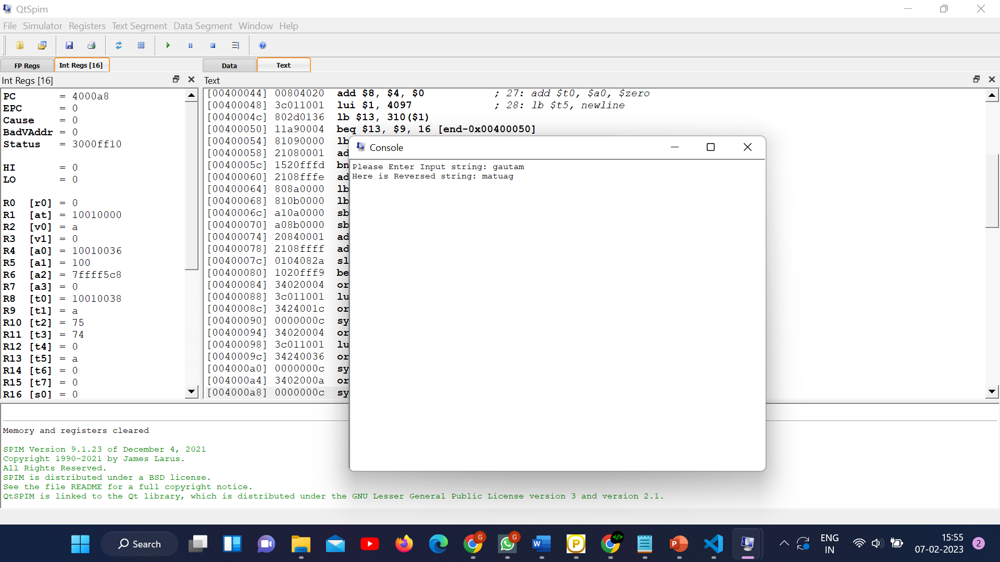 QtSpim
File Simulator Registers Text Segment Data Segment Window Help
FP Regs Int Regs [16] Data Text
Int Regs [16]
PC = 4000a8
EPC = 0
Cause = 0
BadVAddr = 0
Status = 3000ff10
HI = 0
LO = 0
R0 [r0] = 0
R1 [at] = 10010000
R2 [v0] = a
R3 [v1] = 0
R4 [a0] = 10010036
R5 [a1] = 100
R6 [a2] = 7ffff5c8
R7 [a3] = 0
R8 [t0] = 10010038
R9 [t1] = a
R10 [t2] = 75
R11 [t3] = 74
R12 [t4] = 0
R13 [t5] = a
R14 [t6] = 0
R15 [t7] = 0
R16 [s0] = 0
Text
[00400044] 00804020 add $8, $4, $0 ; 27: add $t0, $a0, $zero
[00400048] 3c011001 lui $1, 4097 ; 28: lb $t5, newline
[0040004c] 802d0136 lb $13, 310($1)
[00400050] 11a90004 beq $13, $9, 16 [end-0x00400050]
[00400054] 81090000 lb
[00400058] 21080001 ad
[0040005c] 1520fffd bn
[00400060] 2108fffe ad
[00400064] 808a0000 lb
[00400068] 810b0000 lb
[0040006c] a10a0000 sb
[00400070] a08b0000 sb
[00400074] 20840001 ad
[00400078] 2108ffff ad
[0040007c] 0104082a sl
[00400080] 1020fff9 be
[00400084] 34020004 or
[00400088] 3c011001 lu
[0040008c] 3424001c or
[00400090] 0000000c sy
[00400094] 34020004 or
[00400098] 3c011001 lu
[0040009c] 34240036 or
[004000a0] 0000000c sy
[004000a4] 3402000a or
[004000a8] 0000000c sy
Console
Please Enter Input string: gautam
Here is Reversed string: matuag
Memory and registers cleared
SPIM Version 9.1.23 of December 4, 2021
Copyright 1990-2021 by James Larus.
All Rights Reserved.
SPIM is distributed under a BSD license.
See the file README for a full copyright notice.
QtSPIM is linked to the Qt library, which is distributed under the GNU Lesser General Public License version 3 and version 2.1.
Search
G
G
W
P
P
ENG
IN
15:55
07-02-2023
2